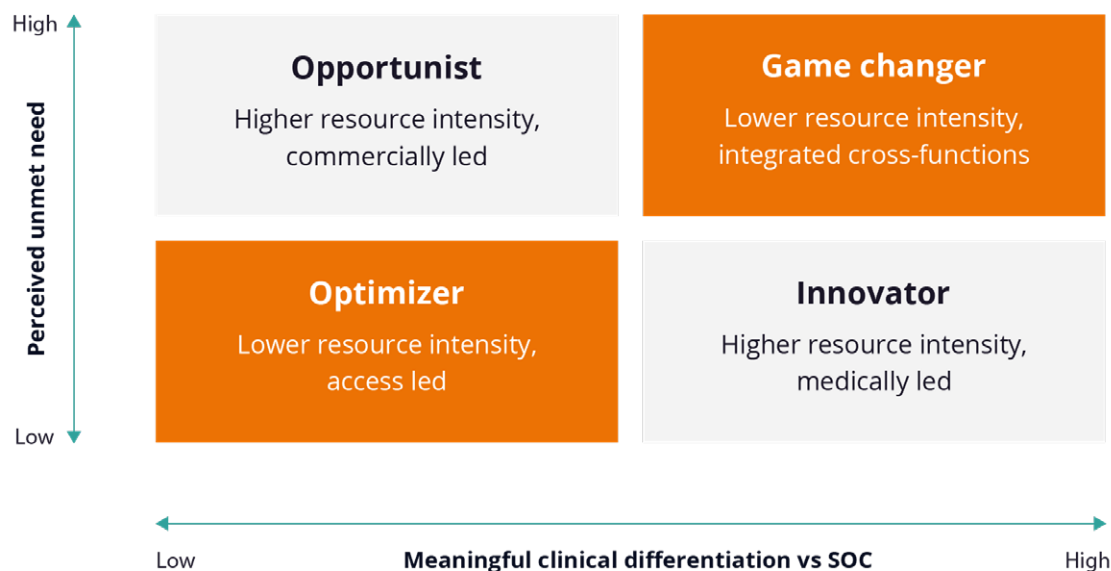 High
Perceived unmet need
Low
Opportunist
Higher resource intensity,
commercially led
Game changer
Lower resource intensity,
integrated cross-functions
Optimizer
Lower resource intensity,
access led
Innovator
Higher resource intensity,
medically led
Low
Meaningful clinical differentiation vs SOC
High